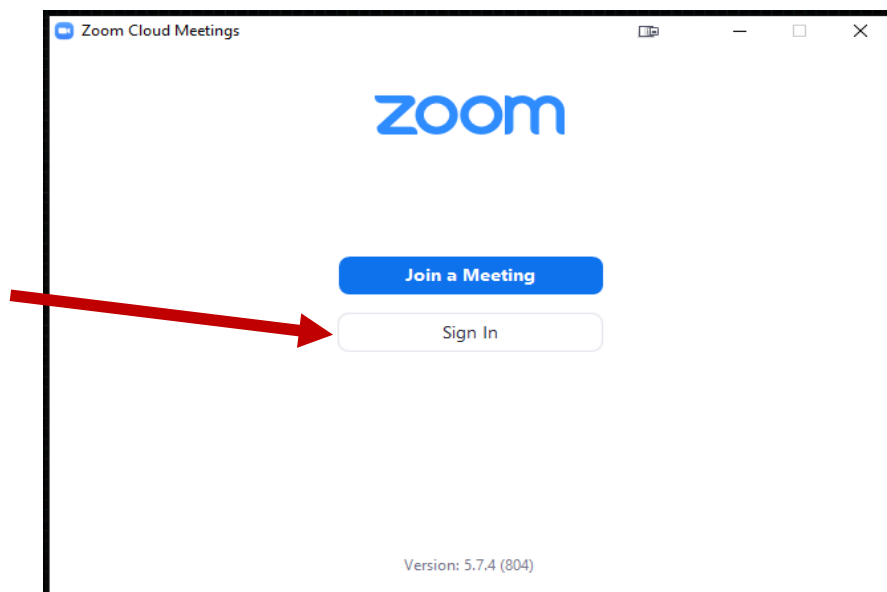 Zoom Cloud Meetings
zoom
Join a Meeting
Sign In
Version: 5.7.4 (804)